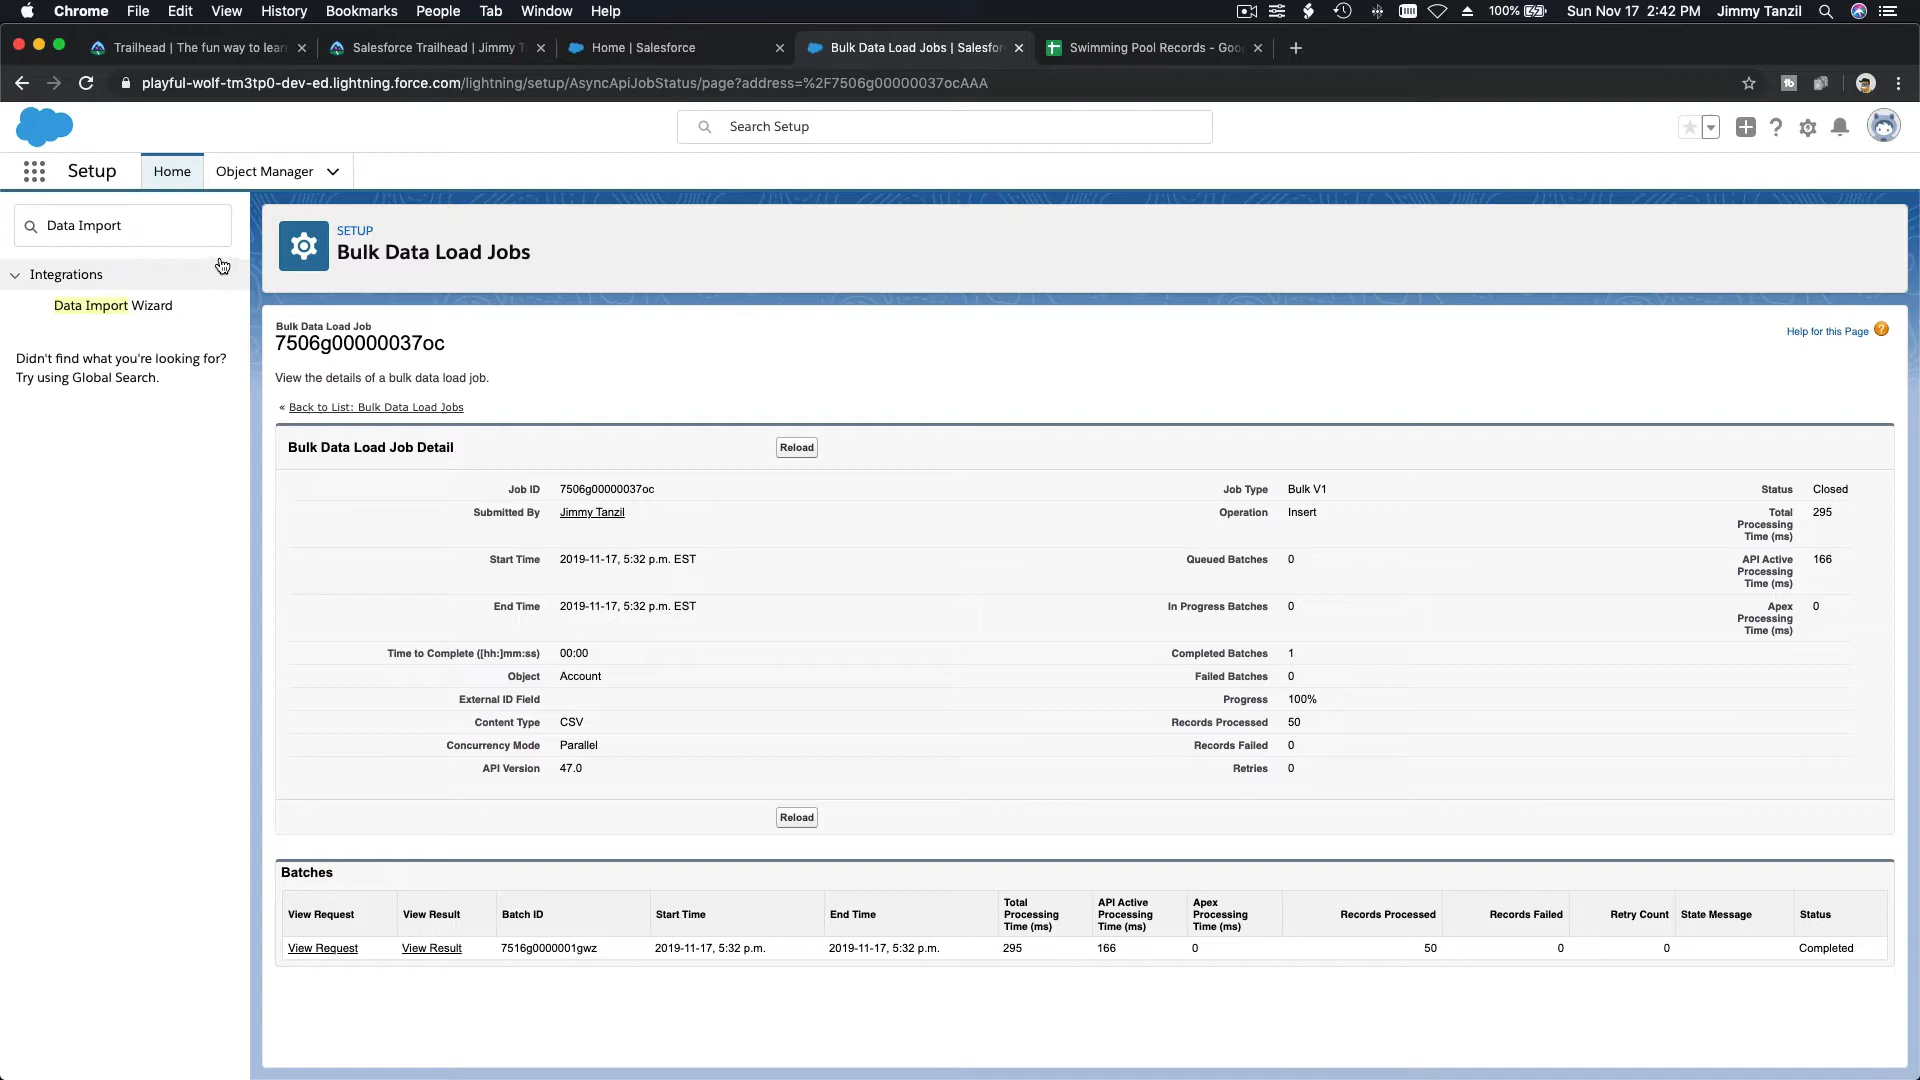 Chrome File Edit View History Bookmarks People Tab Window Help 100% Sun Nov 17 2:42 PM Jimmy Tanzil
Trailhead | The fun way to lear
Salesforce Trailhead | Jimmy T
Home | Salesforce
Bulk Data Load Jobs | Salesfor
Swimming Pool Records - Goo
playful-wolf-tm3tp0-dev-ed.lightning.force.com/lightning/setup/AsyncApiJobStatus/page?address=%2F7506g00000037ocAAA
Search Setup
Setup Home Object Manager
Data Import
Integrations
Data Import Wizard
Didn't find what you're looking for?
Try using Global Search.
SETUP
Bulk Data Load Jobs
Bulk Data Load Job
7506g00000037oc
Help for this Page
View the details of a bulk data load job.
« Back to List: Bulk Data Load Jobs
Bulk Data Load Job Detail Reload
Job ID 7506g00000037oc Job Type Bulk V1 Status Closed
Submitted By Jimmy Tanzil Operation Insert Total Processing Time (ms) 295
Start Time 2019-11-17, 5:32 p.m. EST Queued Batches 0 API Active Processing Time (ms) 166
End Time 2019-11-17, 5:32 p.m. EST In Progress Batches 0 Apex Processing Time (ms) 0
Time to Complete ([hh:]mm:ss) 00:00 Completed Batches 1
Object Account Failed Batches 0
External ID Field Progress 100%
Content Type CSV Records Processed 50
Concurrency Mode Parallel Records Failed 0
API Version 47.0 Retries 0
Reload
Batches
View Request View Result Batch ID Start Time End Time Total Processing Time (ms) API Active Processing Time (ms) Apex Processing Time (ms) Records Processed Records Failed Retry Count State Message Status
View Request View Result 7516g0000001gwz 2019-11-17, 5:32 p.m. 2019-11-17, 5:32 p.m. 295 166 0 50 0 0 Completed